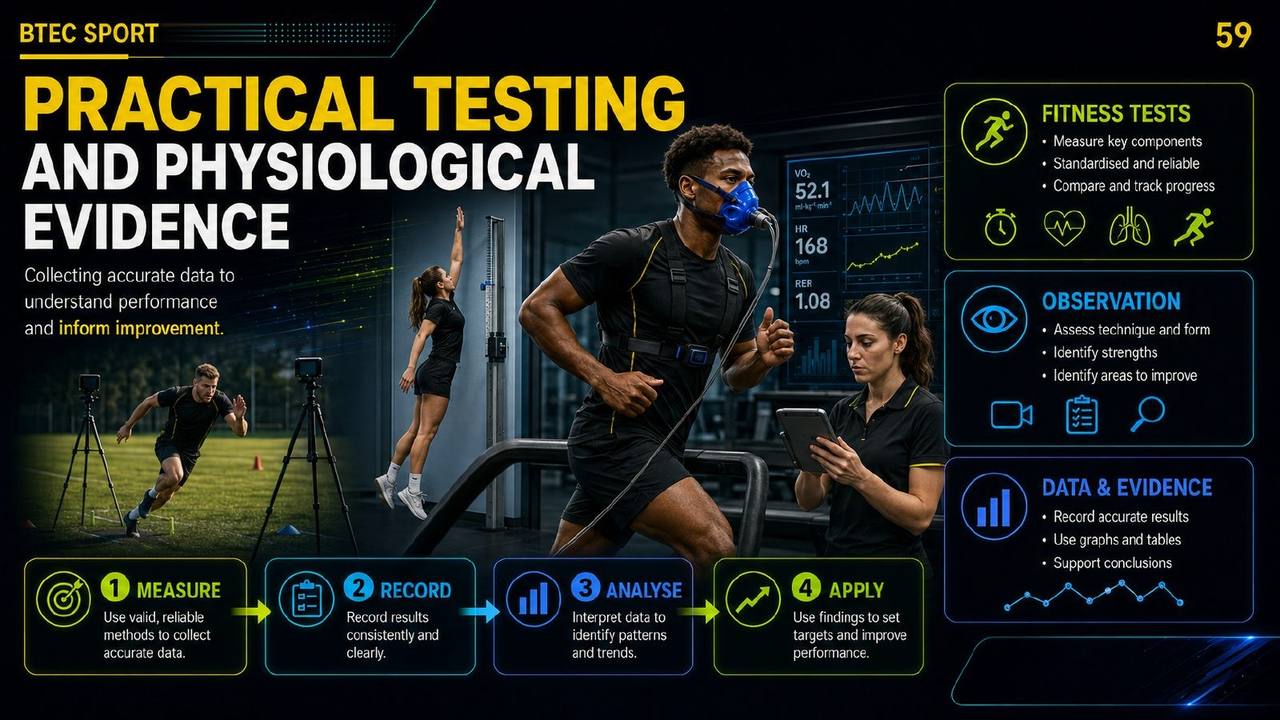 BTEC SPORT
59
PRACTICAL TESTING
AND PHYSIOLOGICAL
EVIDENCE
Collecting accurate data to
understand performance
and inform improvement.
VO₂
52.1
ml·kg⁻¹·min⁻¹
HR
168
bpm
RER
1.08
FITNESS TESTS
• Measure key components
• Standardised and reliable
• Compare and track progress
OBSERVATION
• Assess technique and form
• Identify strengths
• Identify areas to improve
DATA & EVIDENCE
• Record accurate results
• Use graphs and tables
• Support conclusions
1 MEASURE
Use valid, reliable
methods to collect
accurate data.
2 RECORD
Record results
consistently and
clearly.
3 ANALYSE
Interpret data to
identify patterns
and trends.
4 APPLY
Use findings to set
targets and improve
performance.